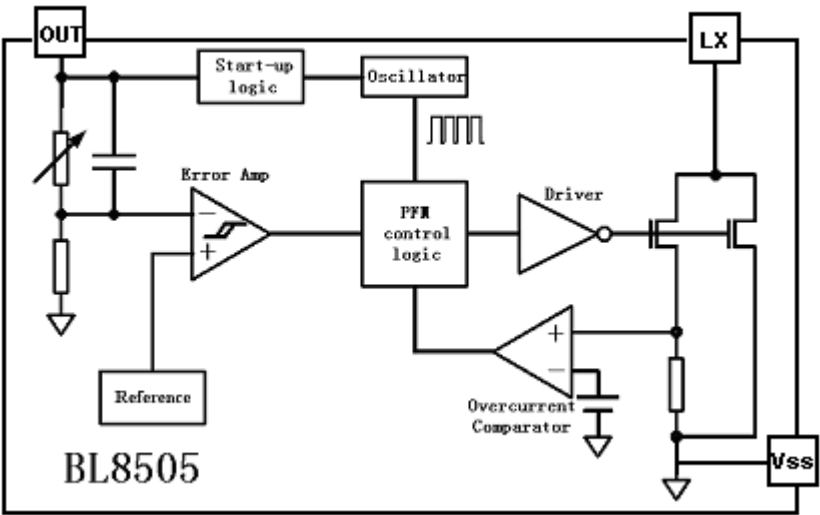 OUT
LX
Start-up
logic
Oscillator
Error Amp
PFM
control
logic
Driver
Reference
Overcurrent
Comparator
BL8505
Vss